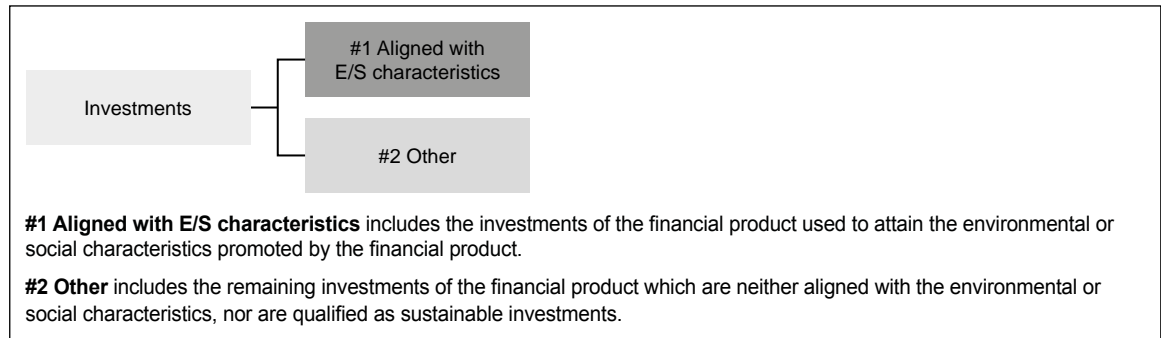 #1 Aligned with
E/S characteristics
Investments
#2 Other
#1 Aligned with E/S characteristics includes the investments of the financial product used to attain the environmental or
social characteristics promoted by the financial product.
#2 Other includes the remaining investments of the financial product which are neither aligned with the environmental or
social characteristics, nor are qualified as sustainable investments.